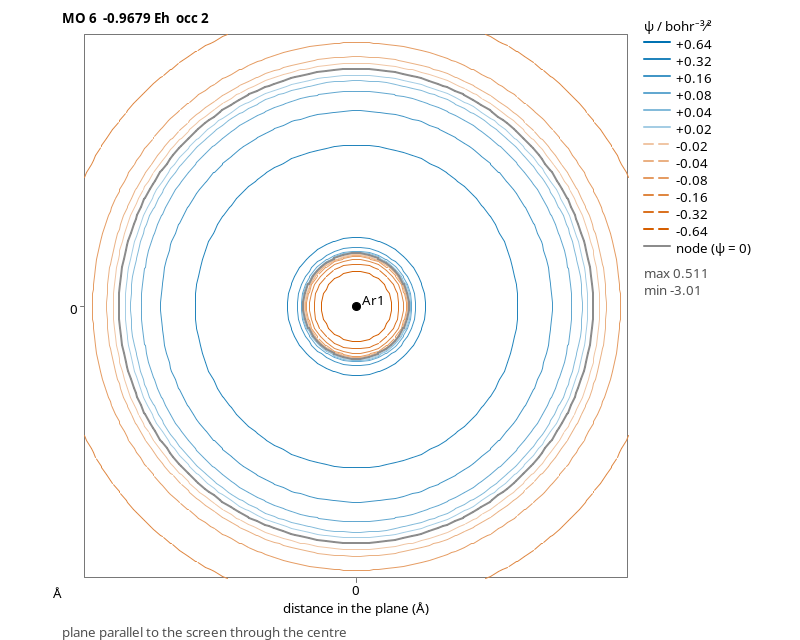 MO 6 -0.9679 Eh occ 2
ψ / bohr⁻³⁄²
+0.64
+0.32
+0.16
+0.08
+0.04
+0.02
-0.02
-0.04
-0.08
-0.16
-0.32
-0.64
node (ψ = 0)
max 0.511
min -3.01
Ar1
0
Å
0
distance in the plane (Å)
plane parallel to the screen through the centre